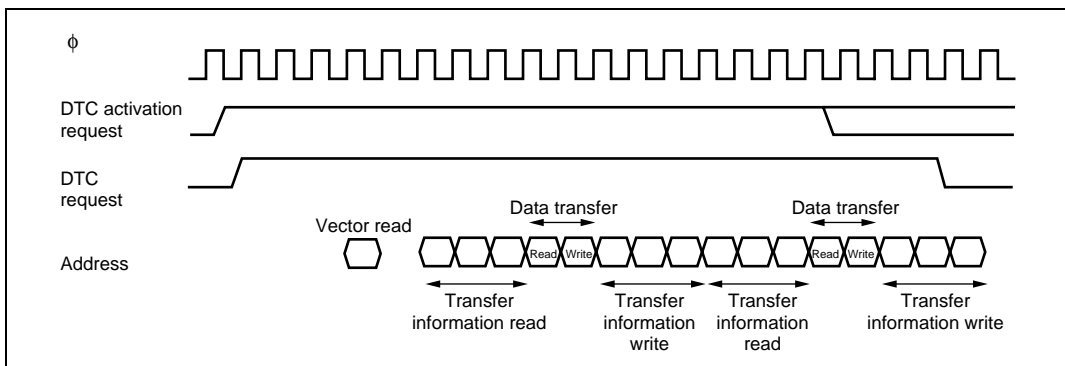 ϕ
DTC activation
request
DTC
request
Data transfer
Data transfer
Vector read
Address
Read
Write
Read
Write
Transfer
information read
Transfer
information
write
Transfer
information
read
Transfer
information write